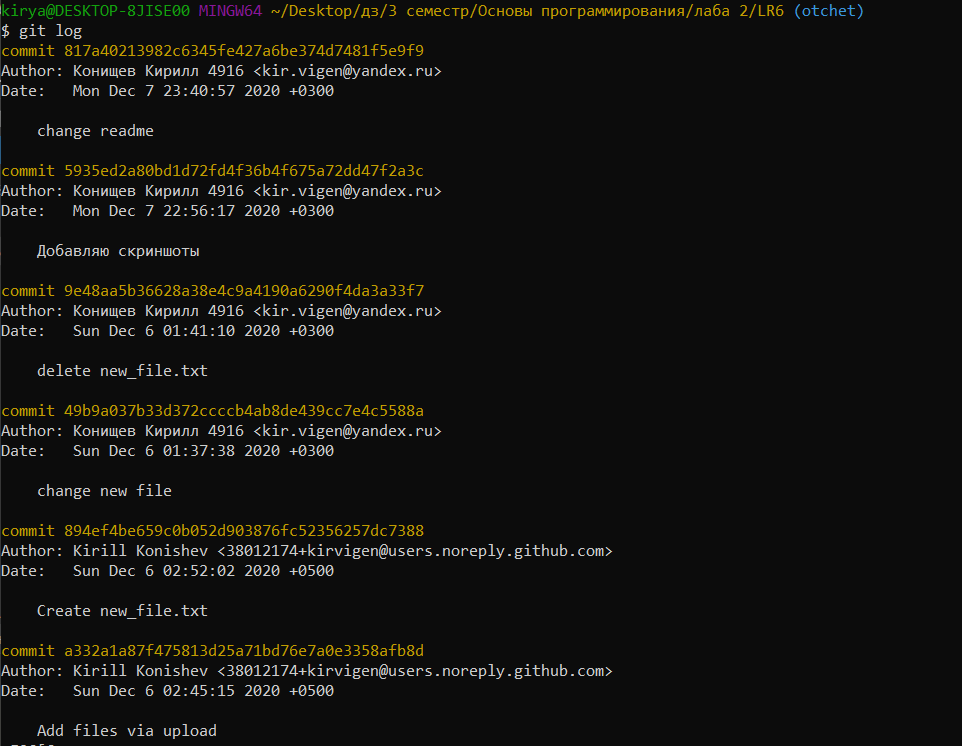 kirya@DESKTOP-8JISE00 MINGW64 ~/Desktop/дз/3 семестр/Основы программирования/лаба 2/LR6 (otchet)
$ git log
commit 817a40213982c6345fe427a6be374d7481f5e9f9
Author: Конищев Кирилл 4916 <kir.vigen@yandex.ru>
Date:   Mon Dec 7 23:40:57 2020 +0300
    change readme
commit 5935ed2a80bd1d72fd4f36b4f675a72dd47f2a3c
Author: Конищев Кирилл 4916 <kir.vigen@yandex.ru>
Date:   Mon Dec 7 22:56:17 2020 +0300
    Добавляю скриншоты
commit 9e48aa5b36628a38e4c9a4190a6290f4da3a33f7
Author: Конищев Кирилл 4916 <kir.vigen@yandex.ru>
Date:   Sun Dec 6 01:41:10 2020 +0300
    delete new_file.txt
commit 49b9a037b33d372ccccb4ab8de439cc7e4c5588a
Author: Конищев Кирилл 4916 <kir.vigen@yandex.ru>
Date:   Sun Dec 6 01:37:38 2020 +0300
    change new file
commit 894ef4be659c0b052d903876fc52356257dc7388
Author: Kirill Konishev <38012174+kirvigen@users.noreply.github.com>
Date:   Sun Dec 6 02:52:02 2020 +0500
    Create new_file.txt
commit a332a1a87f475813d25a71bd76e7a0e3358afb8d
Author: Kirill Konishev <38012174+kirvigen@users.noreply.github.com>
Date:   Sun Dec 6 02:45:15 2020 +0500
    Add files via upload